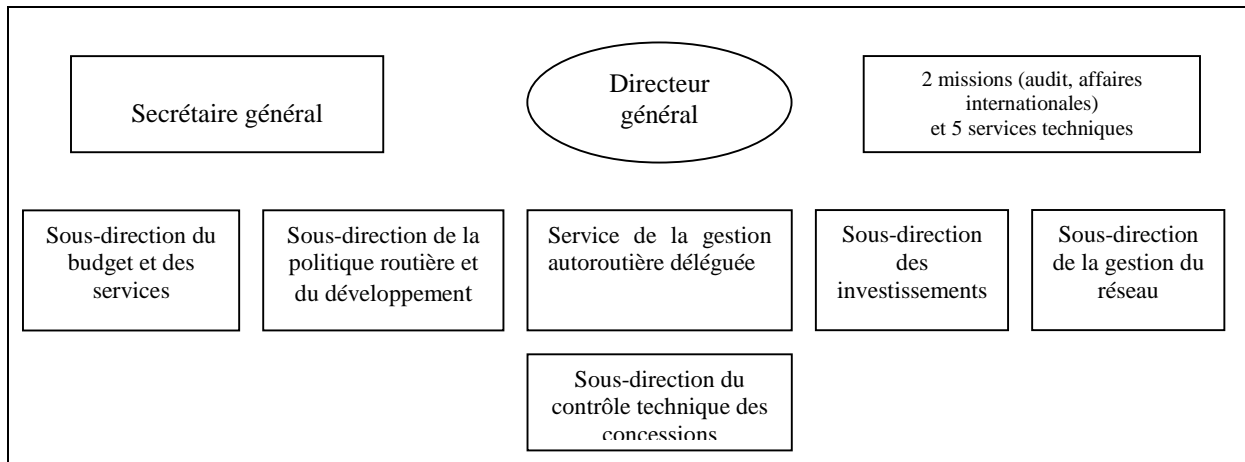 Secrétaire général
Directeur
général
2 missions (audit, affaires
internationales)
et 5 services techniques
Sous-direction du
budget et des
services
Sous-direction de la
politique routière et
du développement
Service de la gestion
autoroutière déléguée
Sous-direction
des
investissements
Sous-direction
de la gestion du
réseau
Sous-direction du
contrôle technique des
concessions